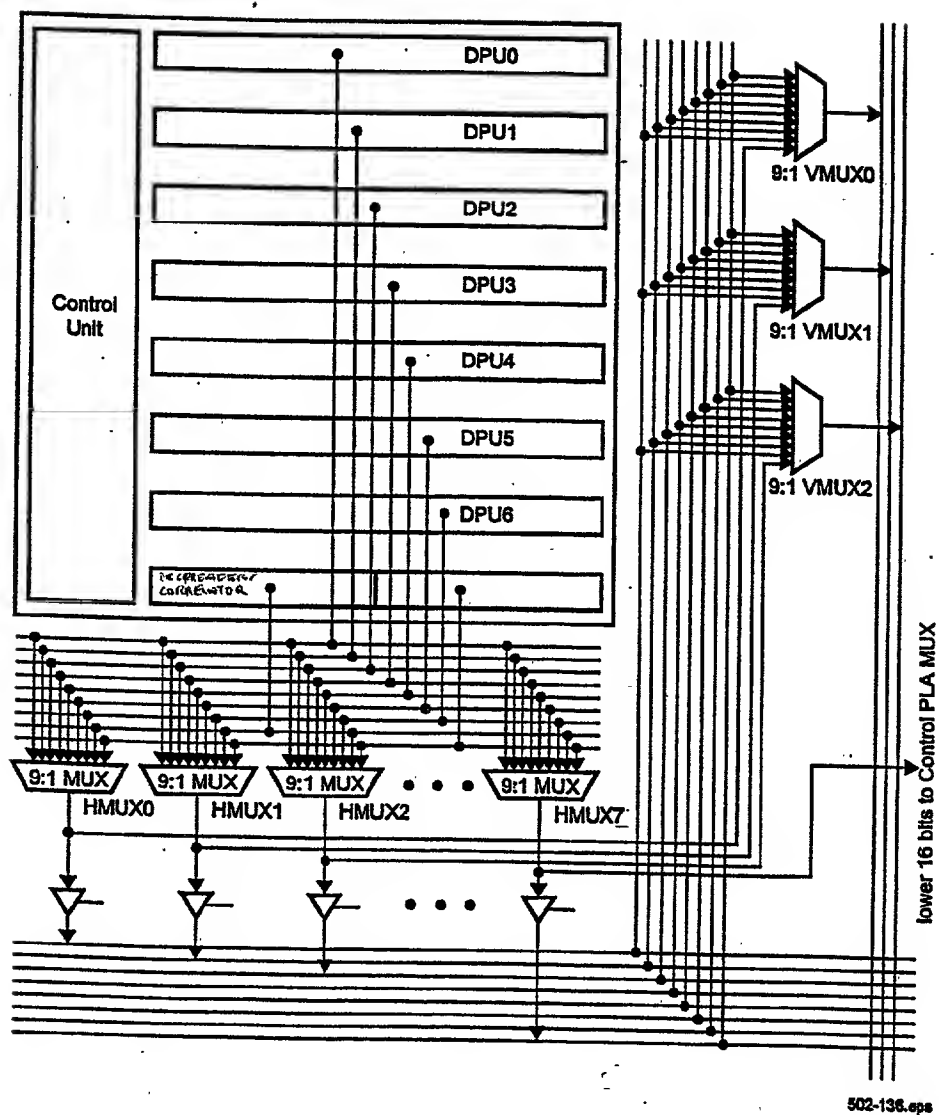 DPU0
DPU1
DPU2
DPU3
DPU4
DPU5
DPU6
Control
Unit
CORRELATOR
9:1 VMUX0
9:1 VMUX1
9:1 VMUX2
9:1 MUX
HMUX0
9:1 MUX
HMUX1
9:1 MUX
HMUX2
9:1 MUX
HMUX7
lower 16 bits to Control PLA MUX
502-136.eps